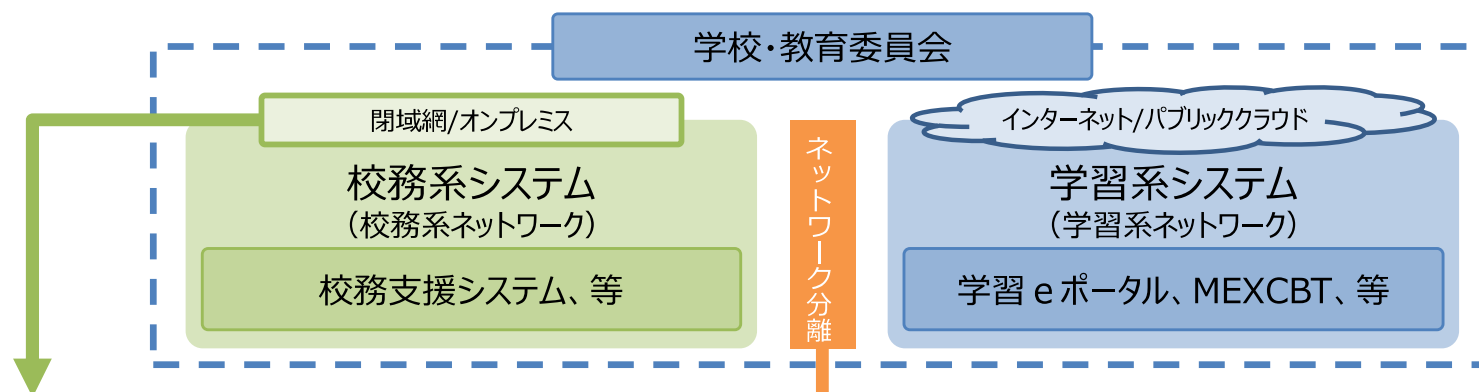 学校・教育委員会
閉域網/オンプレミス
校務系システム
（校務系ネットワーク）
校務支援システム、等
ネットワーク分離
インターネット/パブリッククラウド
学習系システム
（学習系ネットワーク）
学習 e ポータル、MEXCBT、等